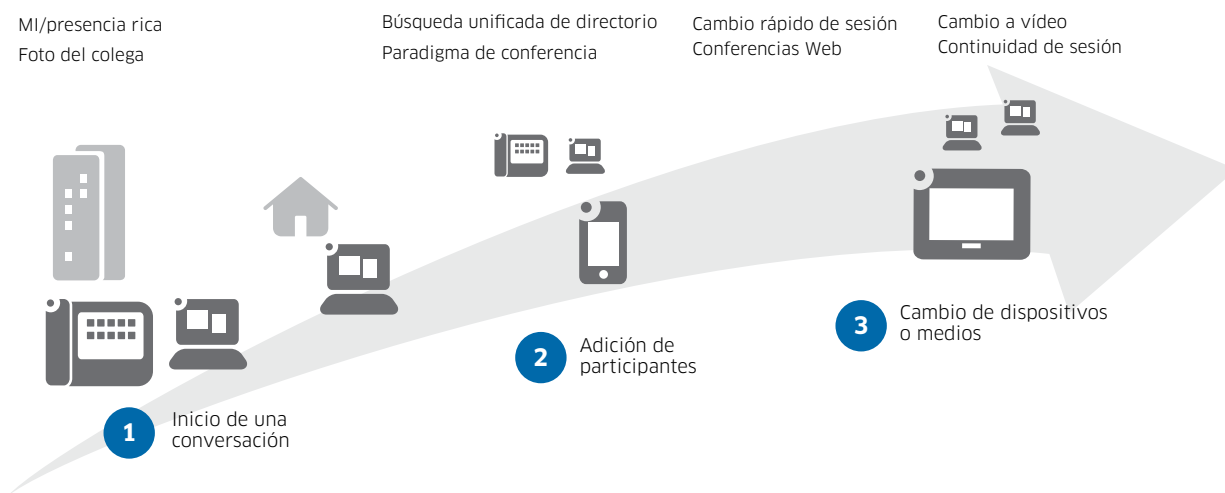 MI/presencia rica
Foto del colega
Búsqueda unificada de directorio
Paradigma de conferencia
Cambio rápido de sesión
Conferencias Web
Cambio a vídeo
Continuidad de sesión
1
Inicio de una
conversación
2
Adición de
participantes
3
Cambio de dispositivos
o medios